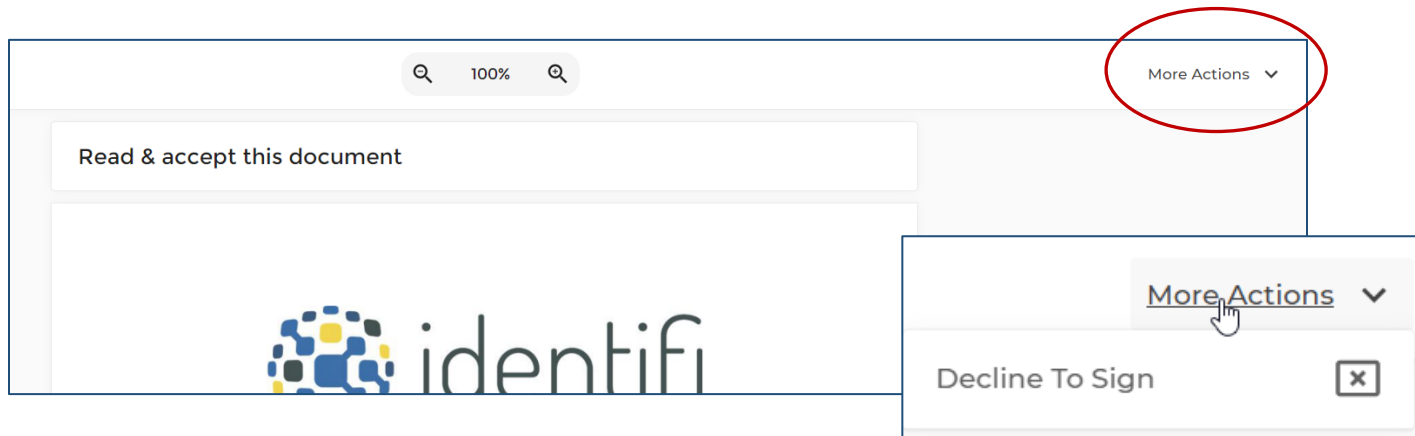 100%
More Actions
Read & accept this document
identifi
More Actions
Decline To Sign